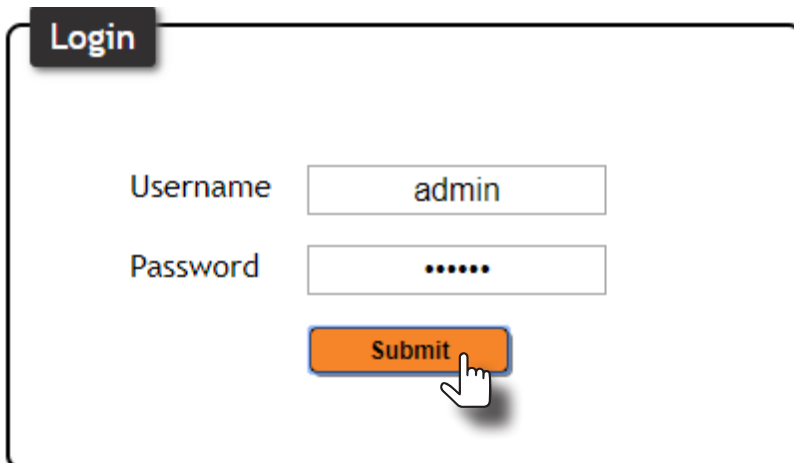 Login
Username admin
Password ••••••
Submit